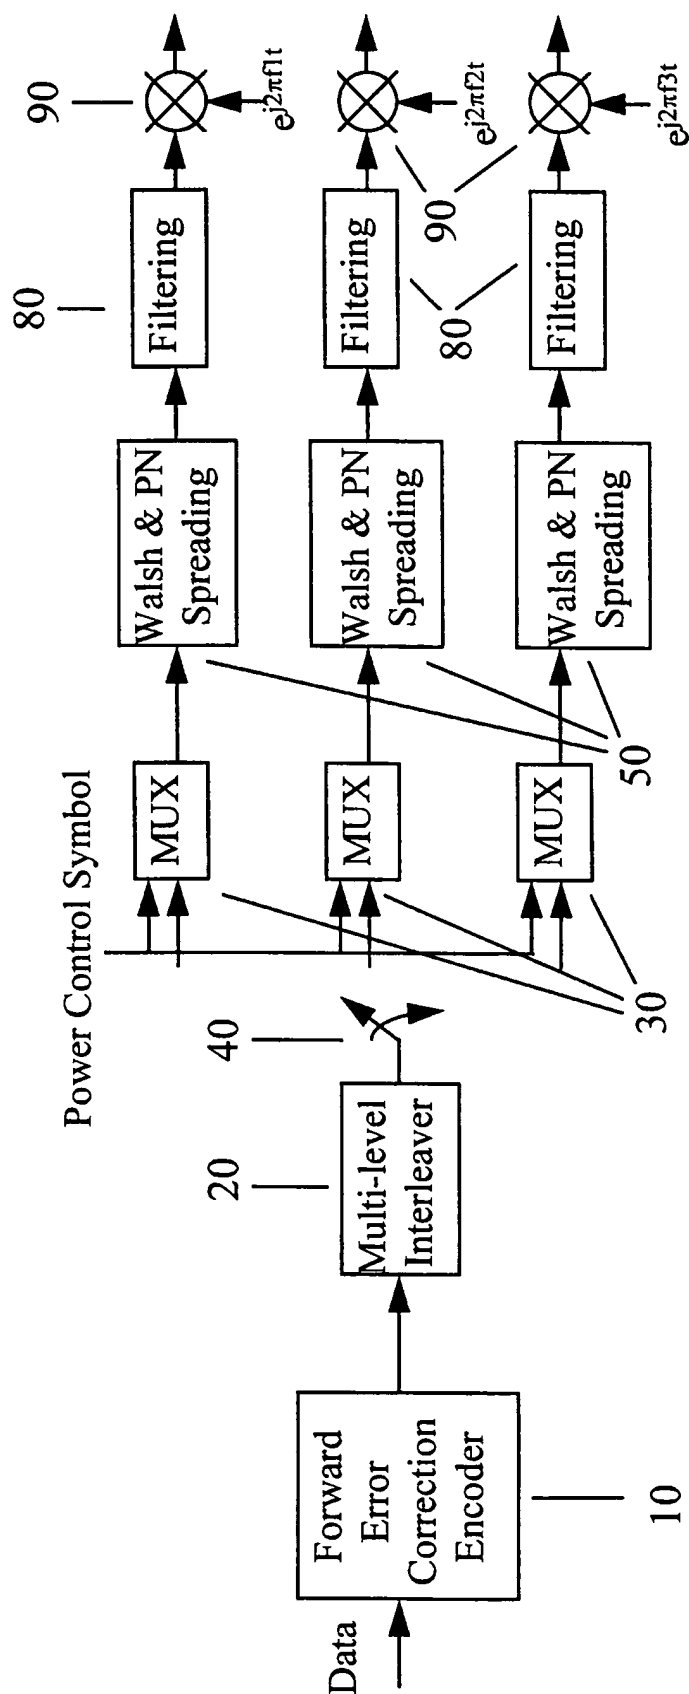 Data
Forward
Error
Correction
Encoder
10
Multi-level
Interleaver
20
40
Power Control Symbol
MUX
MUX
MUX
30
Walsh & PN
Spreading
Walsh & PN
Spreading
Walsh & PN
Spreading
50
Filtering
Filtering
Filtering
80
80
90
90
ej2πf1t
ej2πf2t
ej2πf3t